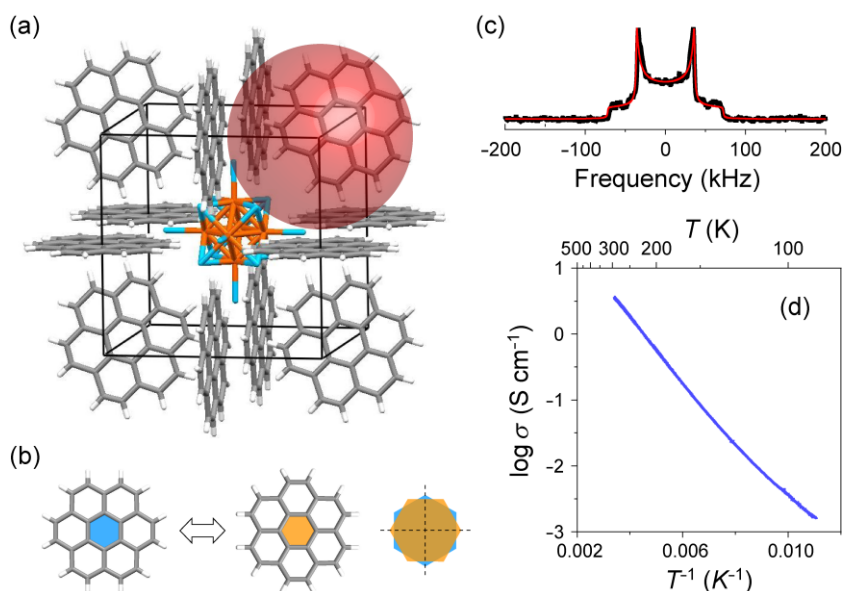 (a)
(c)
−200 −100 0 100 200
Frequency (kHz)
T (K)
500 300 200 100
1
0
−1
−2
−3
log σ (S cm⁻¹)
(d)
0.002 0.006 0.010
T⁻¹ (K⁻¹)
(b)